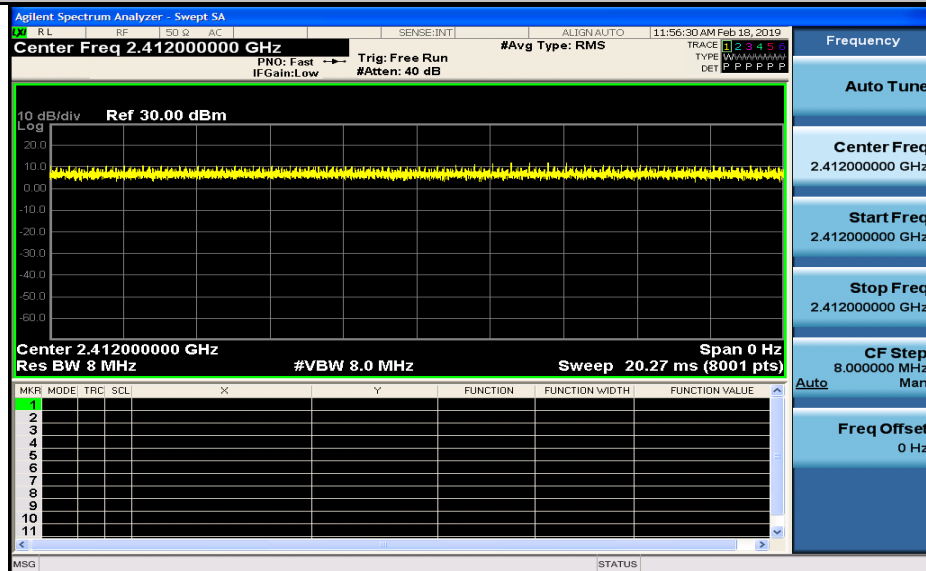 Agilent Spectrum Analyzer - Swept SA
LXI RL RF 50 Ω AC SENSE:INT ALIGN AUTO 11:56:30 AM Feb 18, 2019
Center Freq 2.412000000 GHz #Avg Type: RMS TRACE 1 2 3 4 5 6
PNO: Fast Trig: Free Run TYPE WWWWWW
IFGain:Low #Atten: 40 dB DET P P P P P P
Frequency
Auto Tune
Center Freq
2.412000000 GHz
Start Freq
2.412000000 GHz
Stop Freq
2.412000000 GHz
CF Step
8.000000 MHz
Auto Man
Freq Offset
0 Hz
10 dB/div Ref 30.00 dBm
Log
20.0
10.0
0.00
-10.0
-20.0
-30.0
-40.0
-50.0
-60.0
Center 2.412000000 GHz Span 0 Hz
Res BW 8 MHz #VBW 8.0 MHz Sweep 20.27 ms (8001 pts)
MKR MODE TRC SCL X Y FUNCTION FUNCTION WIDTH FUNCTION VALUE
1
2
3
4
5
6
7
8
9
10
11
MSG STATUS